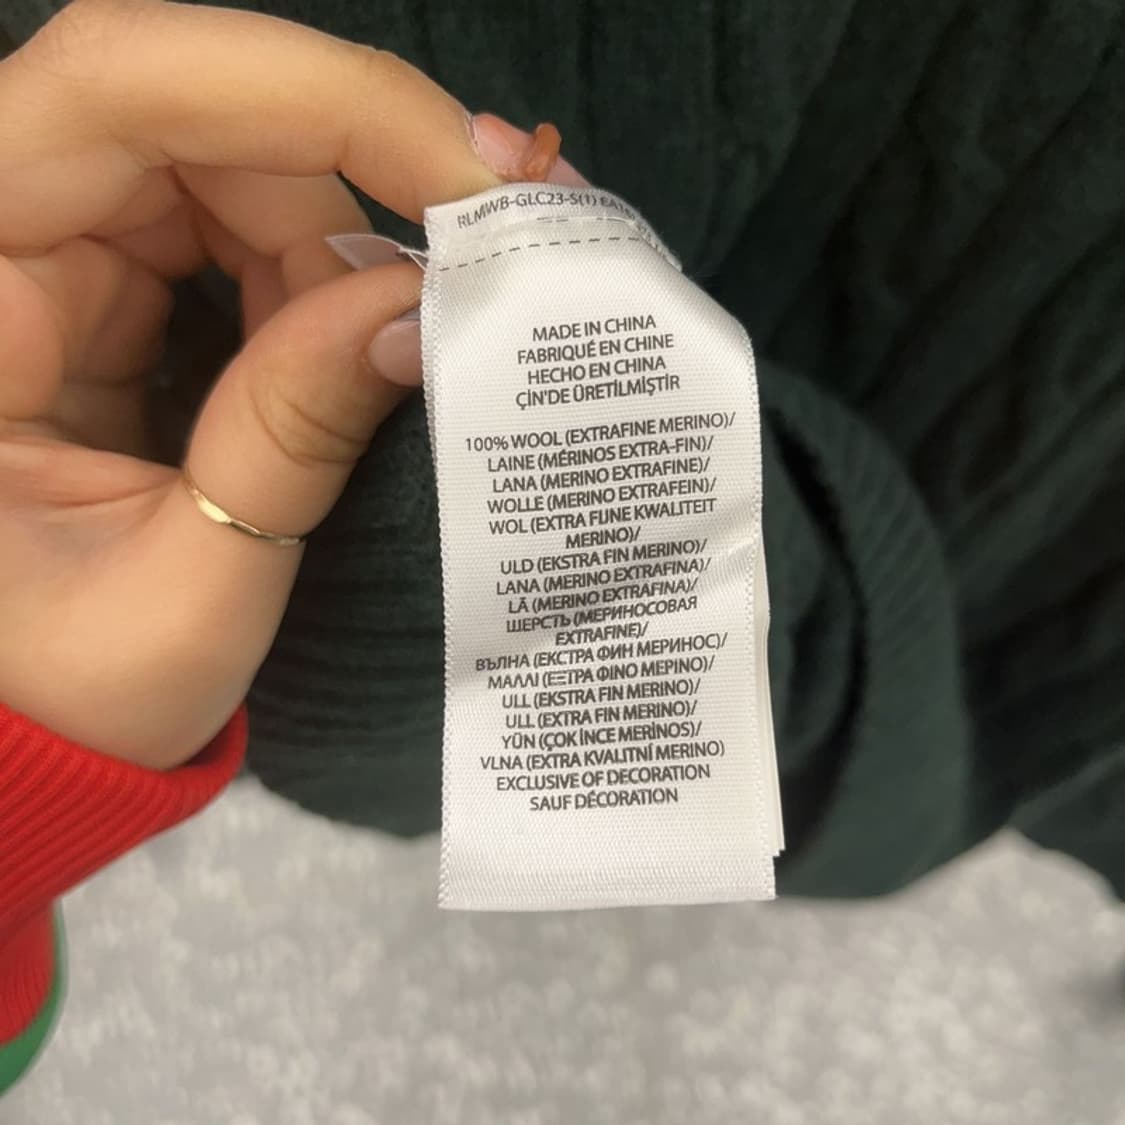 RLMWB-GLC23-S(1)
MADE IN CHINA
FABRIQUÉ EN CHINE
HECHO EN CHINA
ÇİN'DE ÜRETİLMİŞTİR
100% WOOL (EXTRAFINE MERINO)/
LAINE (MÉRINOS EXTRA-FIN)/
LANA (MERINO EXTRAFINE)/
WOLLE (MERINO EXTRAFEIN)/
WOL (EXTRA FIJNE KWALITEIT
MERINO)/
ULD (EKSTRA FIN MERINO)/
LANA (MERINO EXTRAFINA)/
LÃ (MERINO EXTRAFINA)/
ШЕРСТЬ (МЕРИНОСОВАЯ
EXTRAFINE)/
ВЪЛНА (ЕКСТРА ФИН МЕРИНОС)/
ΜΑΛΛΙ (ΕΞΤΡΑ ΦΙΝΟ ΜΕΡΙΝΟ)/
ULL (EKSTRA FIN MERINO)/
ULL (EXTRA FIN MERINO)/
YÜN (ÇOK İNCE MERİNOS)/
VLNA (EXTRA KVALITNÍ MERINO)
EXCLUSIVE OF DECORATION
SAUF DÉCORATION